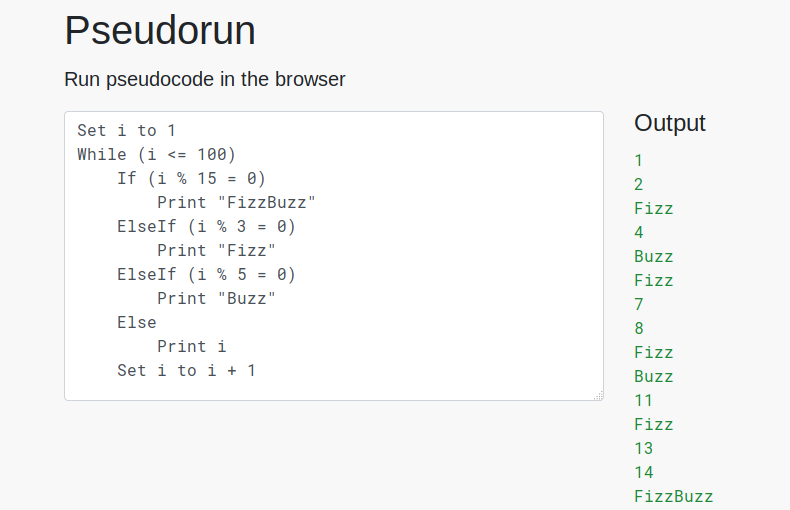 Pseudorun
Run pseudocode in the browser
Set i to 1
While (i <= 100)
    If (i % 15 = 0)
        Print "FizzBuzz"
    ElseIf (i % 3 = 0)
        Print "Fizz"
    ElseIf (i % 5 = 0)
        Print "Buzz"
    Else
        Print i
    Set i to i + 1
Output
1
2
Fizz
4
Buzz
Fizz
7
8
Fizz
Buzz
11
Fizz
13
14
FizzBuzz